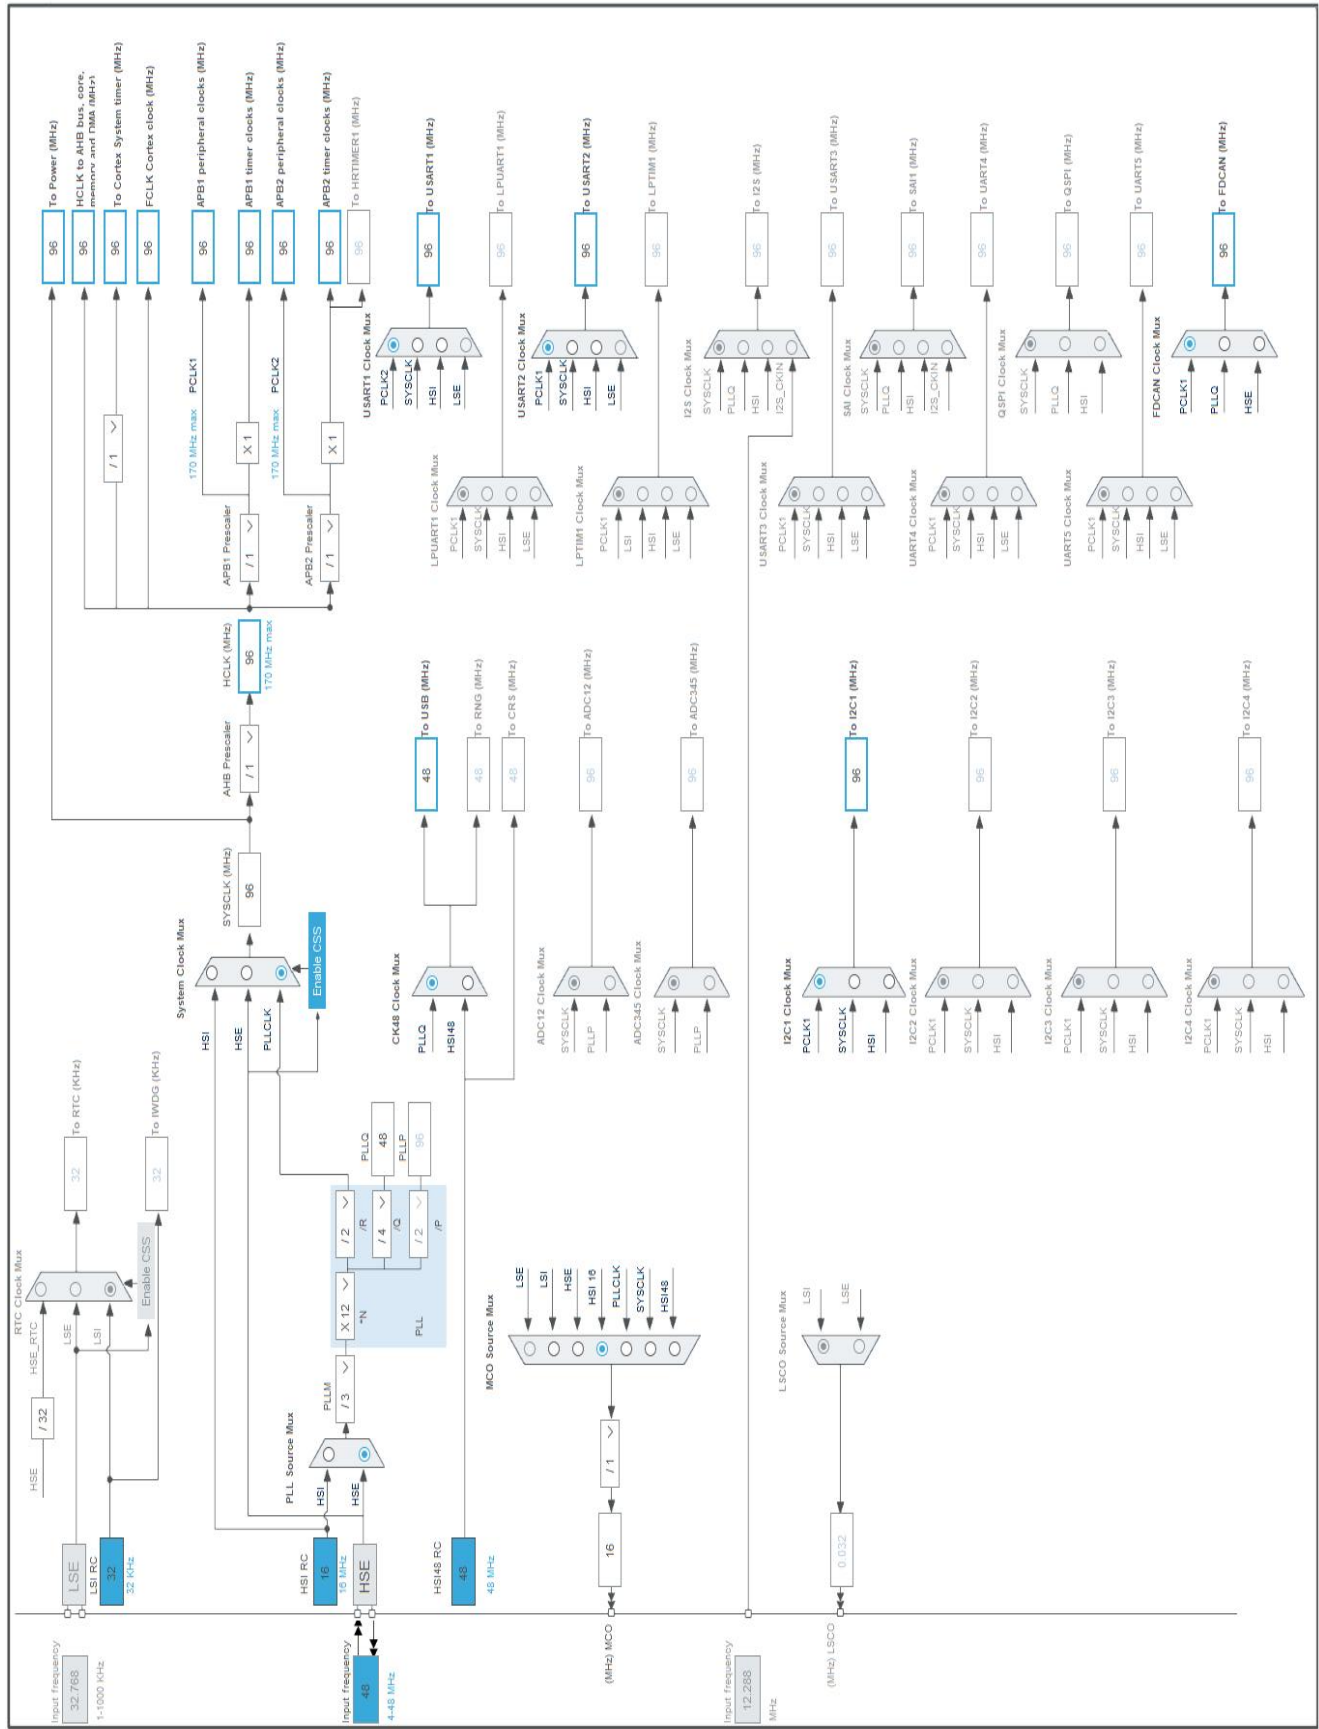 Input frequency
32.768
1-1000 KHz
LSE
LSI RC
32
32 KHz
HSE
/ 32
HSE_RTC
LSE
LSI
RTC Clock Mux
Enable CSS
32
To RTC (KHz)
32
To IWDG (KHz)
Input frequency
48
4-48 MHz
HSI RC
16
16 MHz
HSE
HSI48 RC
48
48 MHz
PLL Source Mux
HSI
HSE
PLLM
/ 3
X 12
*N
/ 2
/R
/ 4
/Q
/ 2
/P
PLL
PLLQ
48
PLLP
96
System Clock Mux
HSI
HSE
PLLCLK
Enable CSS
SYSCLK (MHz)
96
AHB Prescaler
/ 1
HCLK (MHz)
96
170 MHz max
APB1 Prescaler
/ 1
APB2 Prescaler
/ 1
/ 1
170 MHz max
PCLK1
X 1
170 MHz max
PCLK2
X 1
96
To Power (MHz)
96
HCLK to AHB bus, core,
memory and DMA (MHz)
96
To Cortex System timer (MHz)
96
FCLK Cortex clock (MHz)
96
APB1 peripheral clocks (MHz)
96
APB1 timer clocks (MHz)
96
APB2 peripheral clocks (MHz)
96
APB2 timer clocks (MHz)
96
To HRTIMER1 (MHz)
CK48 Clock Mux
PLLQ
HSI48
48
To USB (MHz)
48
To RNG (MHz)
48
To CRS (MHz)
ADC12 Clock Mux
SYSCLK
PLLP
96
To ADC12 (MHz)
ADC345 Clock Mux
SYSCLK
PLLP
96
To ADC345 (MHz)
USART1 Clock Mux
PCLK2
SYSCLK
HSI
LSE
96
To USART1 (MHz)
LPUART1 Clock Mux
PCLK1
SYSCLK
HSI
LSE
96
To LPUART1 (MHz)
USART2 Clock Mux
PCLK1
SYSCLK
HSI
LSE
96
To USART2 (MHz)
LPTIM1 Clock Mux
PCLK1
LSI
HSI
LSE
96
To LPTIM1 (MHz)
MCO Source Mux
LSE
LSI
HSE
HSI 16
PLLCLK
SYSCLK
HSI48
/ 1
16
(MHz) MCO
I2S Clock Mux
SYSCLK
PLLQ
HSI
I2S_CKIN
96
To I2S (MHz)
USART3 Clock Mux
PCLK1
SYSCLK
HSI
LSE
96
To USART3 (MHz)
Input frequency
12.288
MHz
LSCO Source Mux
LSI
LSE
0.032
(MHz) LSCO
I2C1 Clock Mux
PCLK1
SYSCLK
HSI
96
To I2C1 (MHz)
SAI Clock Mux
SYSCLK
PLLQ
HSI
I2S_CKIN
96
To SAI1 (MHz)
I2C2 Clock Mux
PCLK1
SYSCLK
HSI
96
To I2C2 (MHz)
UART4 Clock Mux
PCLK1
SYSCLK
HSI
LSE
96
To UART4 (MHz)
QSPI Clock Mux
SYSCLK
PLLQ
HSI
96
To QSPI (MHz)
I2C3 Clock Mux
PCLK1
SYSCLK
HSI
96
To I2C3 (MHz)
UART5 Clock Mux
PCLK1
SYSCLK
HSI
LSE
96
To UART5 (MHz)
I2C4 Clock Mux
PCLK1
SYSCLK
HSI
96
To I2C4 (MHz)
FDCAN Clock Mux
PCLK1
PLLQ
HSE
96
To FDCAN (MHz)